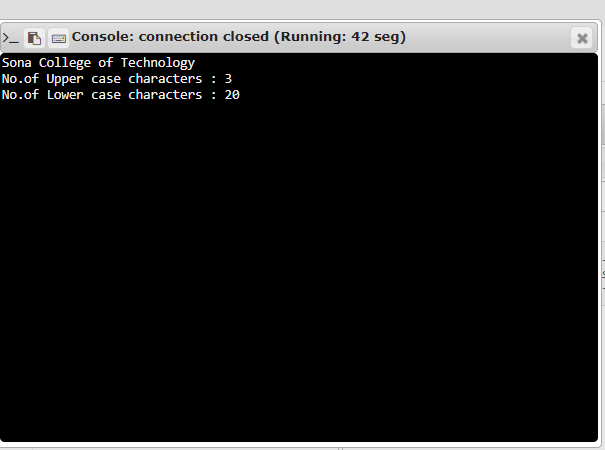 >_ Console: connection closed (Running: 42 seg)
Sona College of Technology
No.of Upper case characters : 3
No.of Lower case characters : 20